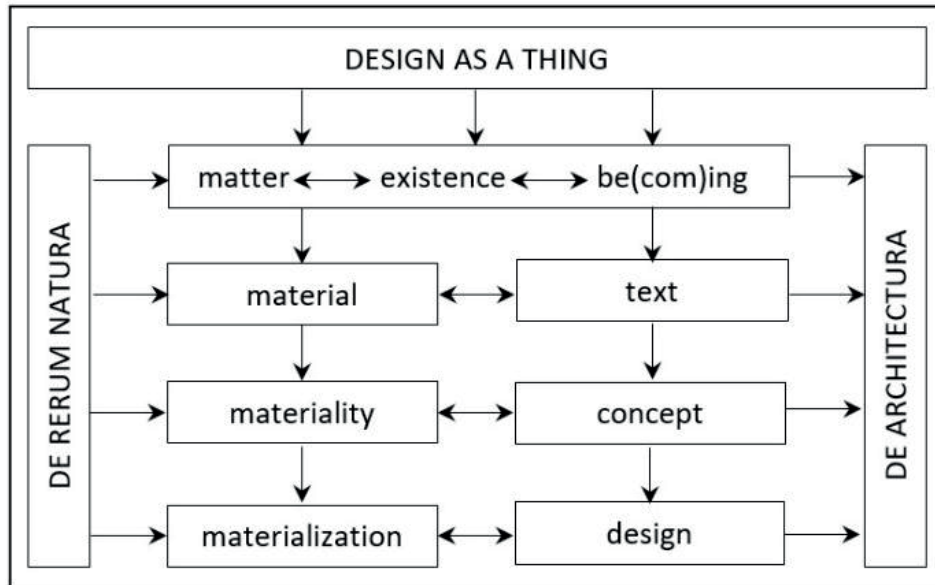 DESIGN AS A THING
DE RERUM NATURA
matter existence be(com)ing
material text
materiality concept
materialization design
DE ARCHITECTURA